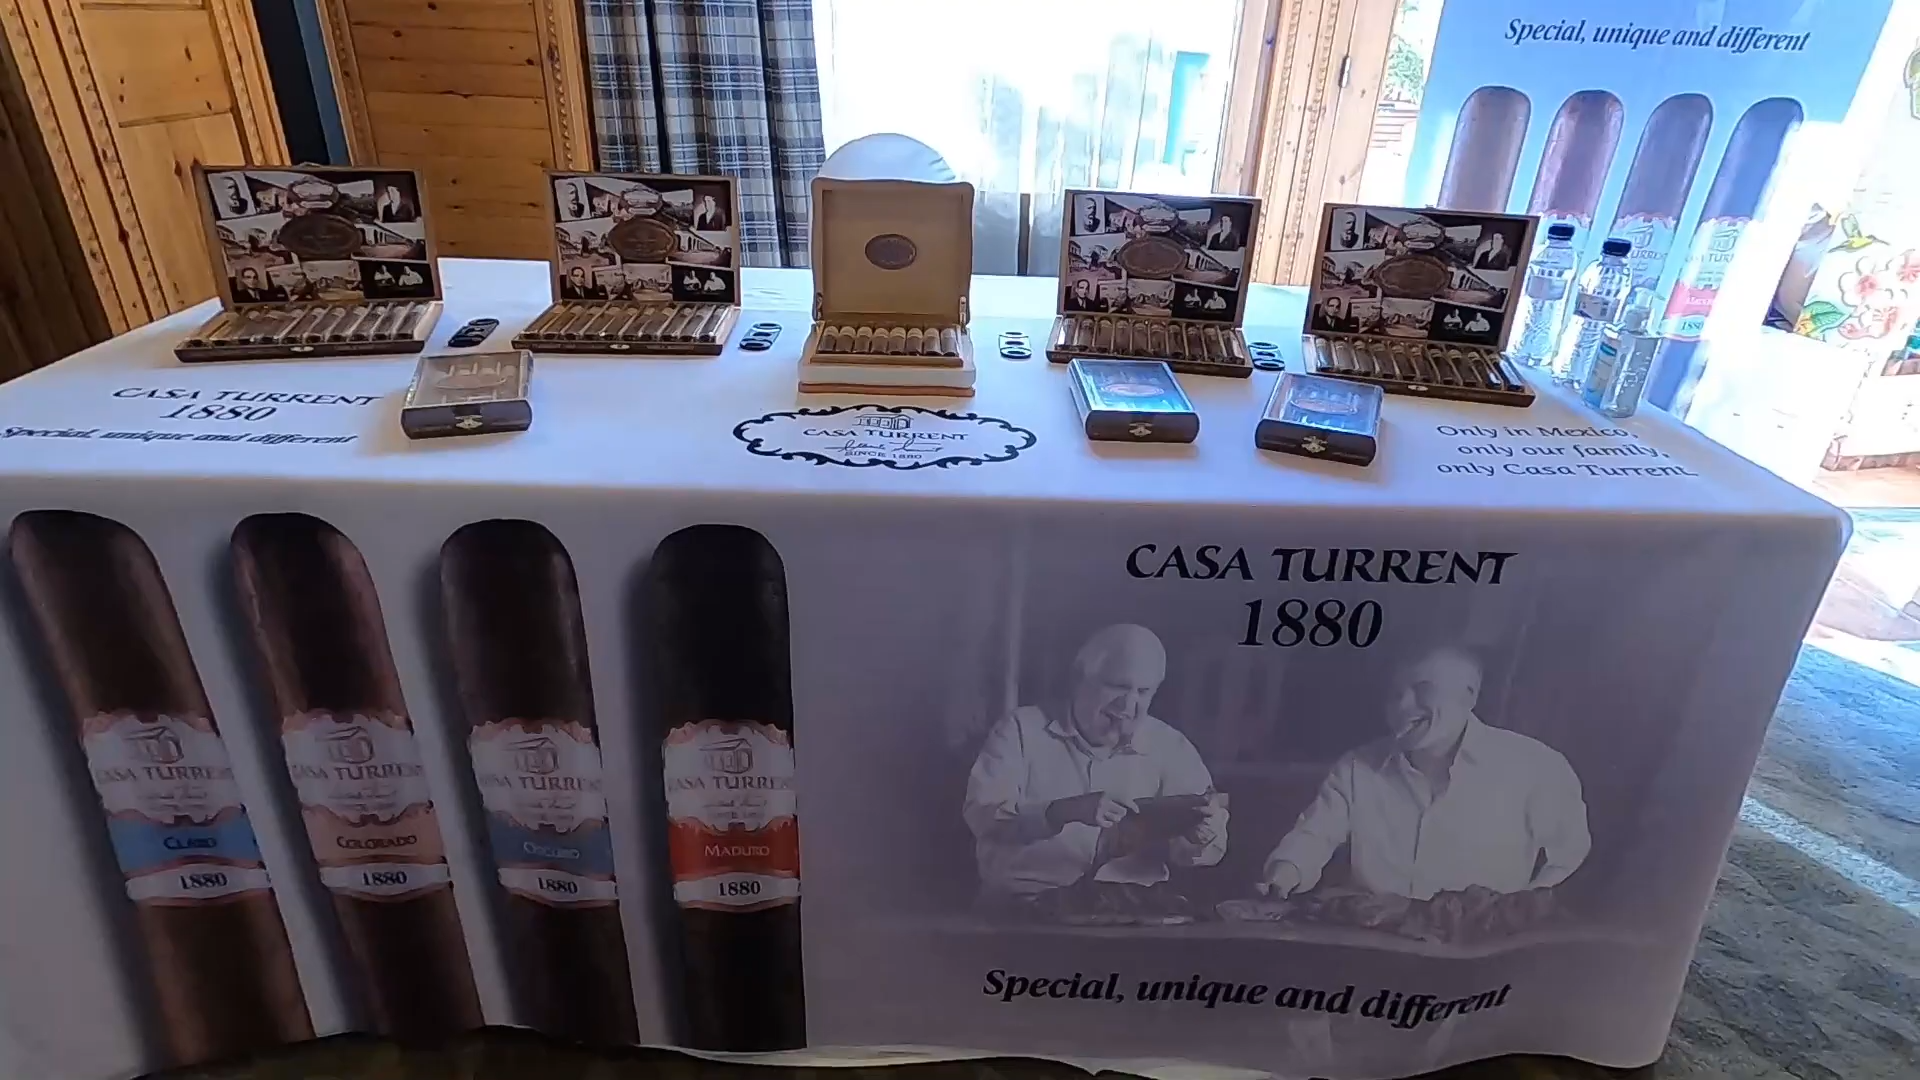 Special, unique and different
CASA TURRENT
1880
Special, unique and different
CASA TURRENT
SINCE 1880
Only in Mexico,
only our family,
only Casa Turrent.
CASA TURRENT
1880
CASA TURRENT
CLARO
1880
CASA TURRENT
COLORADO
1880
CASA TURRENT
OSCURO
1880
CASA TURRENT
MADURO
1880
Special, unique and different
1880